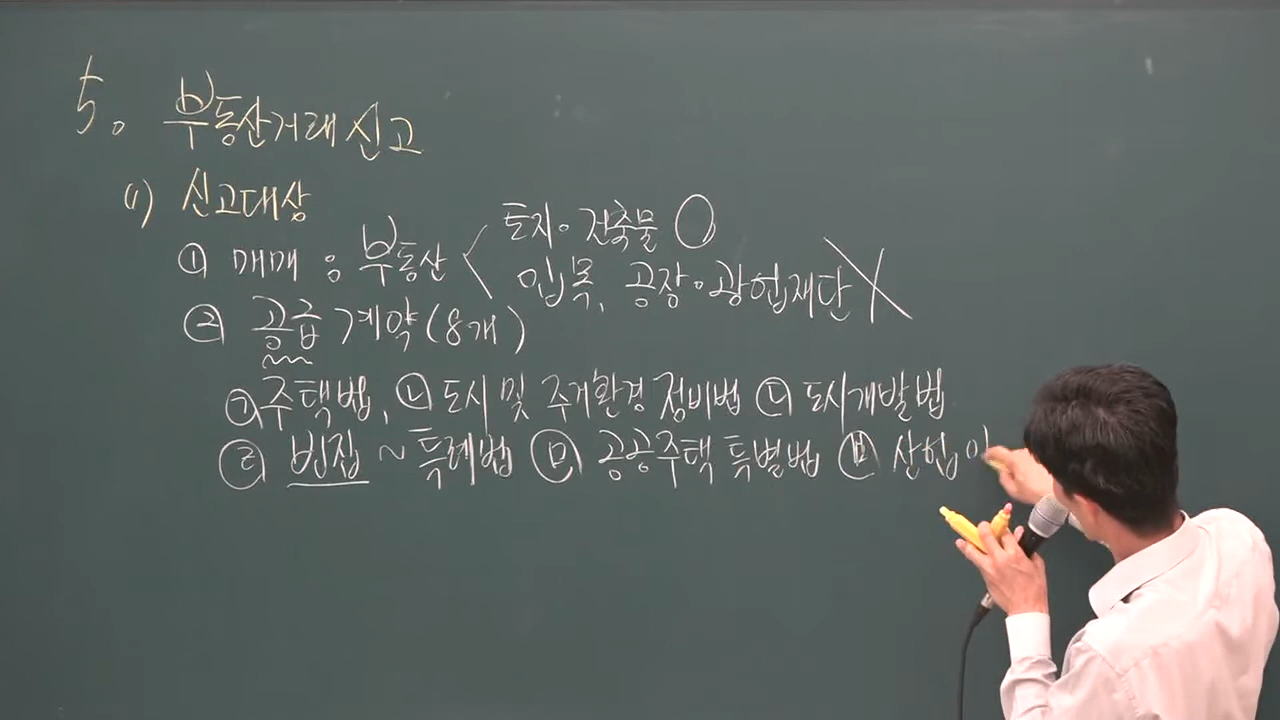 5. 부동산거래신고
(1) 신고대상
① 매매 : 부동산 < 토지·건축물 ○
입목, 공장·광업재단 X
② 공급계약(8개)
㉠ 주택법, ㉡ 도시 및 주거환경정비법 ㉢ 도시개발법
㉣ 빈집 ~ 특례법 ㉤ 공공주택 특별법 ㉥ 산업입